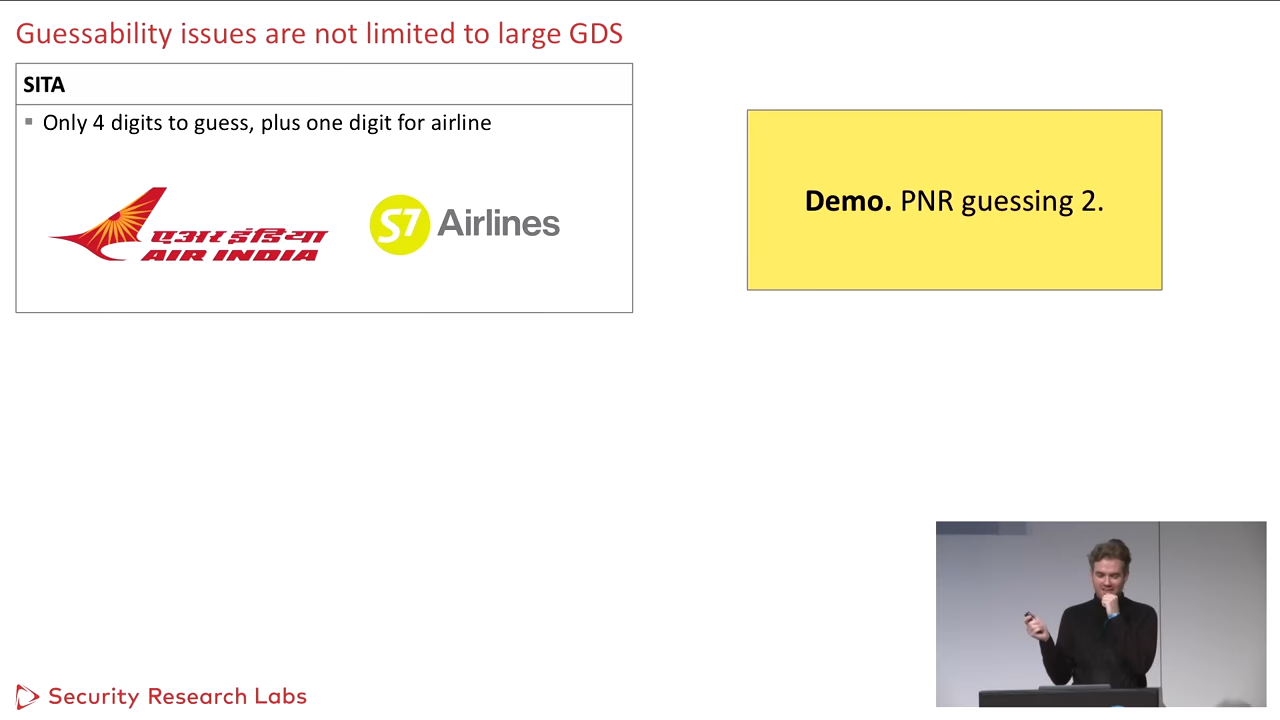 Guessability issues are not limited to large GDS
SITA
Only 4 digits to guess, plus one digit for airline
एअर इंडिया
AIR INDIA
S7 Airlines
Demo. PNR guessing 2.
Security Research Labs